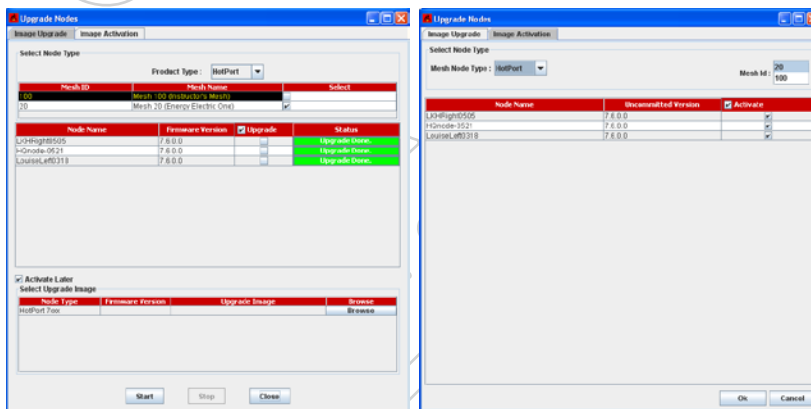 Upgrade Nodes
Image Upgrade Image Activation
Select Node Type
Product Type : HotPort
Mesh ID Mesh Name Select
100 Mesh 100 (Instructor's Mesh)
20 Mesh 20 (Energy Electric One)
Node Name Firmware Version Upgrade Status
LKHRight0505 7.6.0.0 Upgrade Done.
HQnode-0521 7.6.0.0 Upgrade Done.
LouiseLeft0318 7.6.0.0 Upgrade Done.
Activate Later
Select Upgrade Image
Node Type Firmware Version Upgrade Image Browse
HotPort 7xxx Browse
Start Stop Close
Upgrade Nodes
Image Upgrade Image Activation
Select Node Type
Mesh Node Type : HotPort Mesh Id : 20
100
Node Name Uncommitted Version Activate
LKHRight0505 7.6.0.0
HQnode-3521 7.6.0.0
LouiseLeft0318 7.6.0.0
Ok Cancel